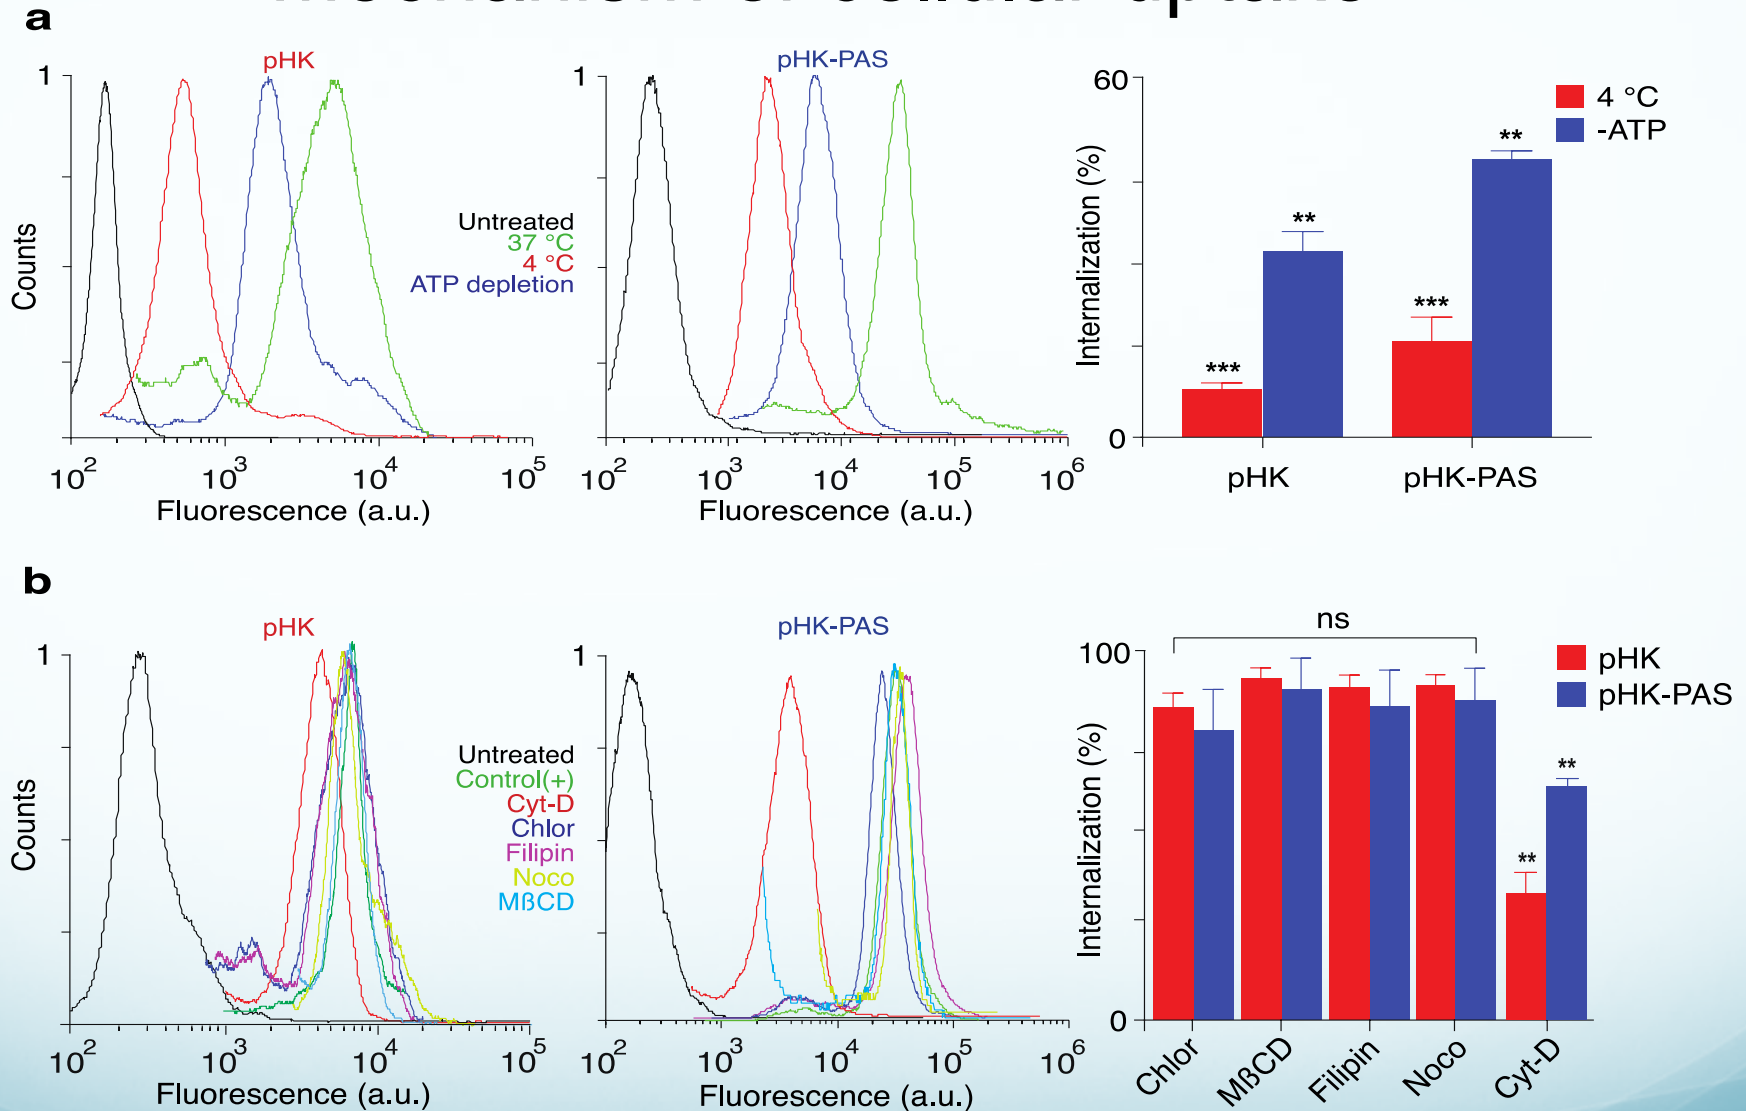 a
pHK
1
Counts
Untreated
37 °C
4 °C
ATP depletion
10² 10³ 10⁴ 10⁵
Fluorescence (a.u.)
pHK-PAS
1
10² 10³ 10⁴ 10⁵ 10⁶
Fluorescence (a.u.)
60
Internalization (%)
0
4 °C
-ATP
*** ** *** **
pHK pHK-PAS
b
pHK
1
Counts
Untreated
Control(+)
Cyt-D
Chlor
Filipin
Noco
MßCD
10² 10³ 10⁴ 10⁵
Fluorescence (a.u.)
pHK-PAS
1
10² 10³ 10⁴ 10⁵ 10⁶
Fluorescence (a.u.)
ns
100
Internalization (%)
0
pHK
pHK-PAS
** **
Chlor MßCD Filipin Noco Cyt-D